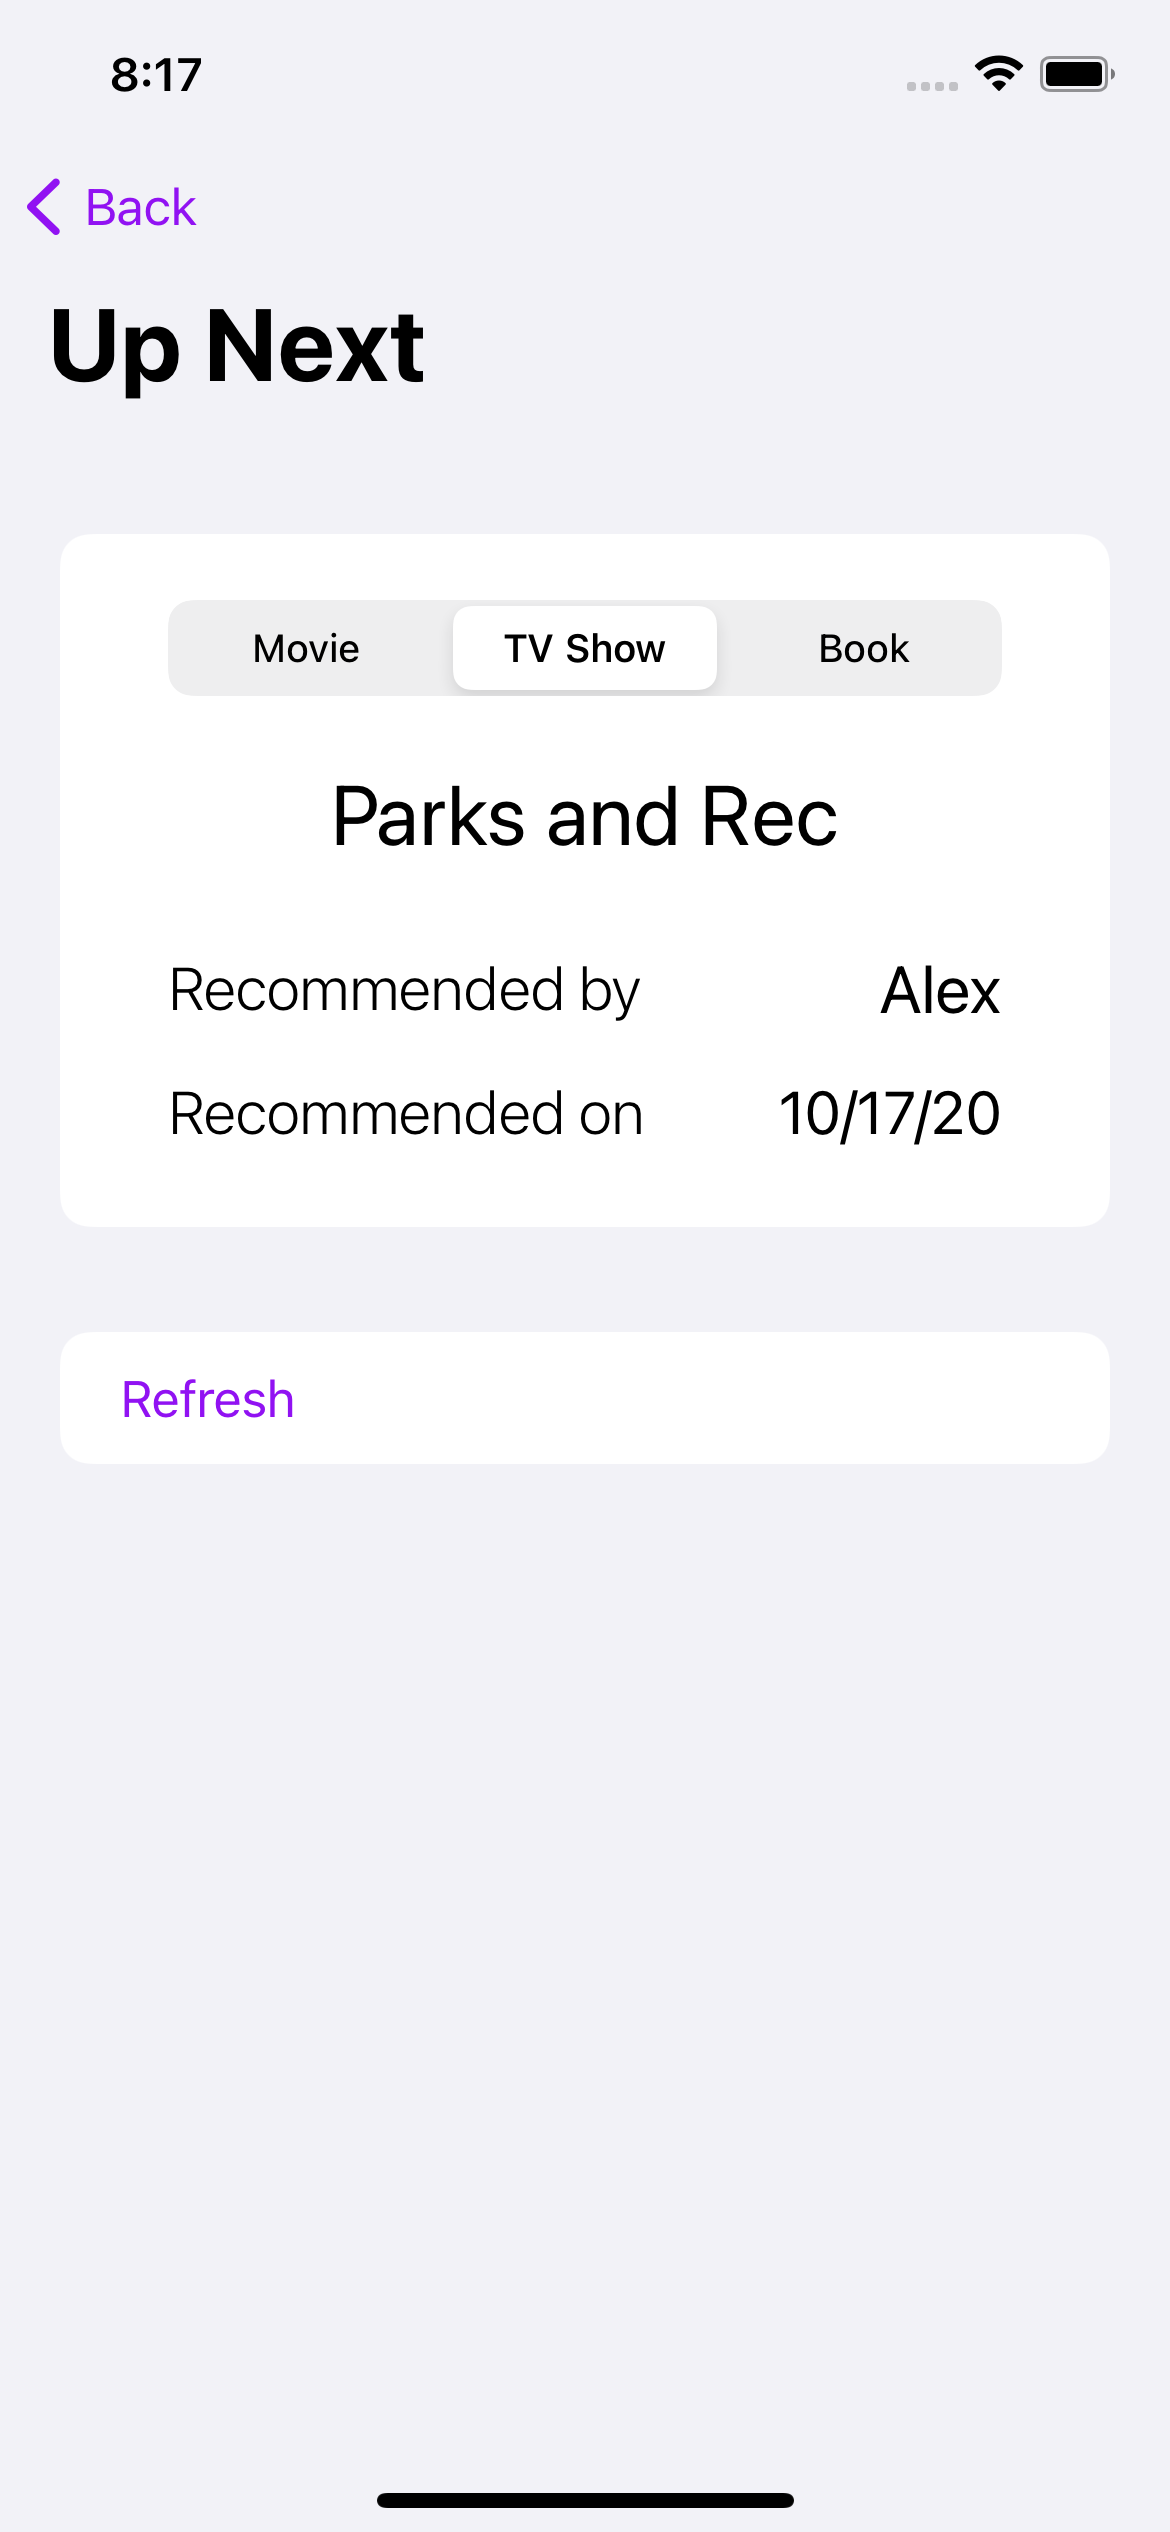 8:17
Back
Up Next
Movie TV Show Book
Parks and Rec
Recommended by Alex
Recommended on 10/17/20
Refresh